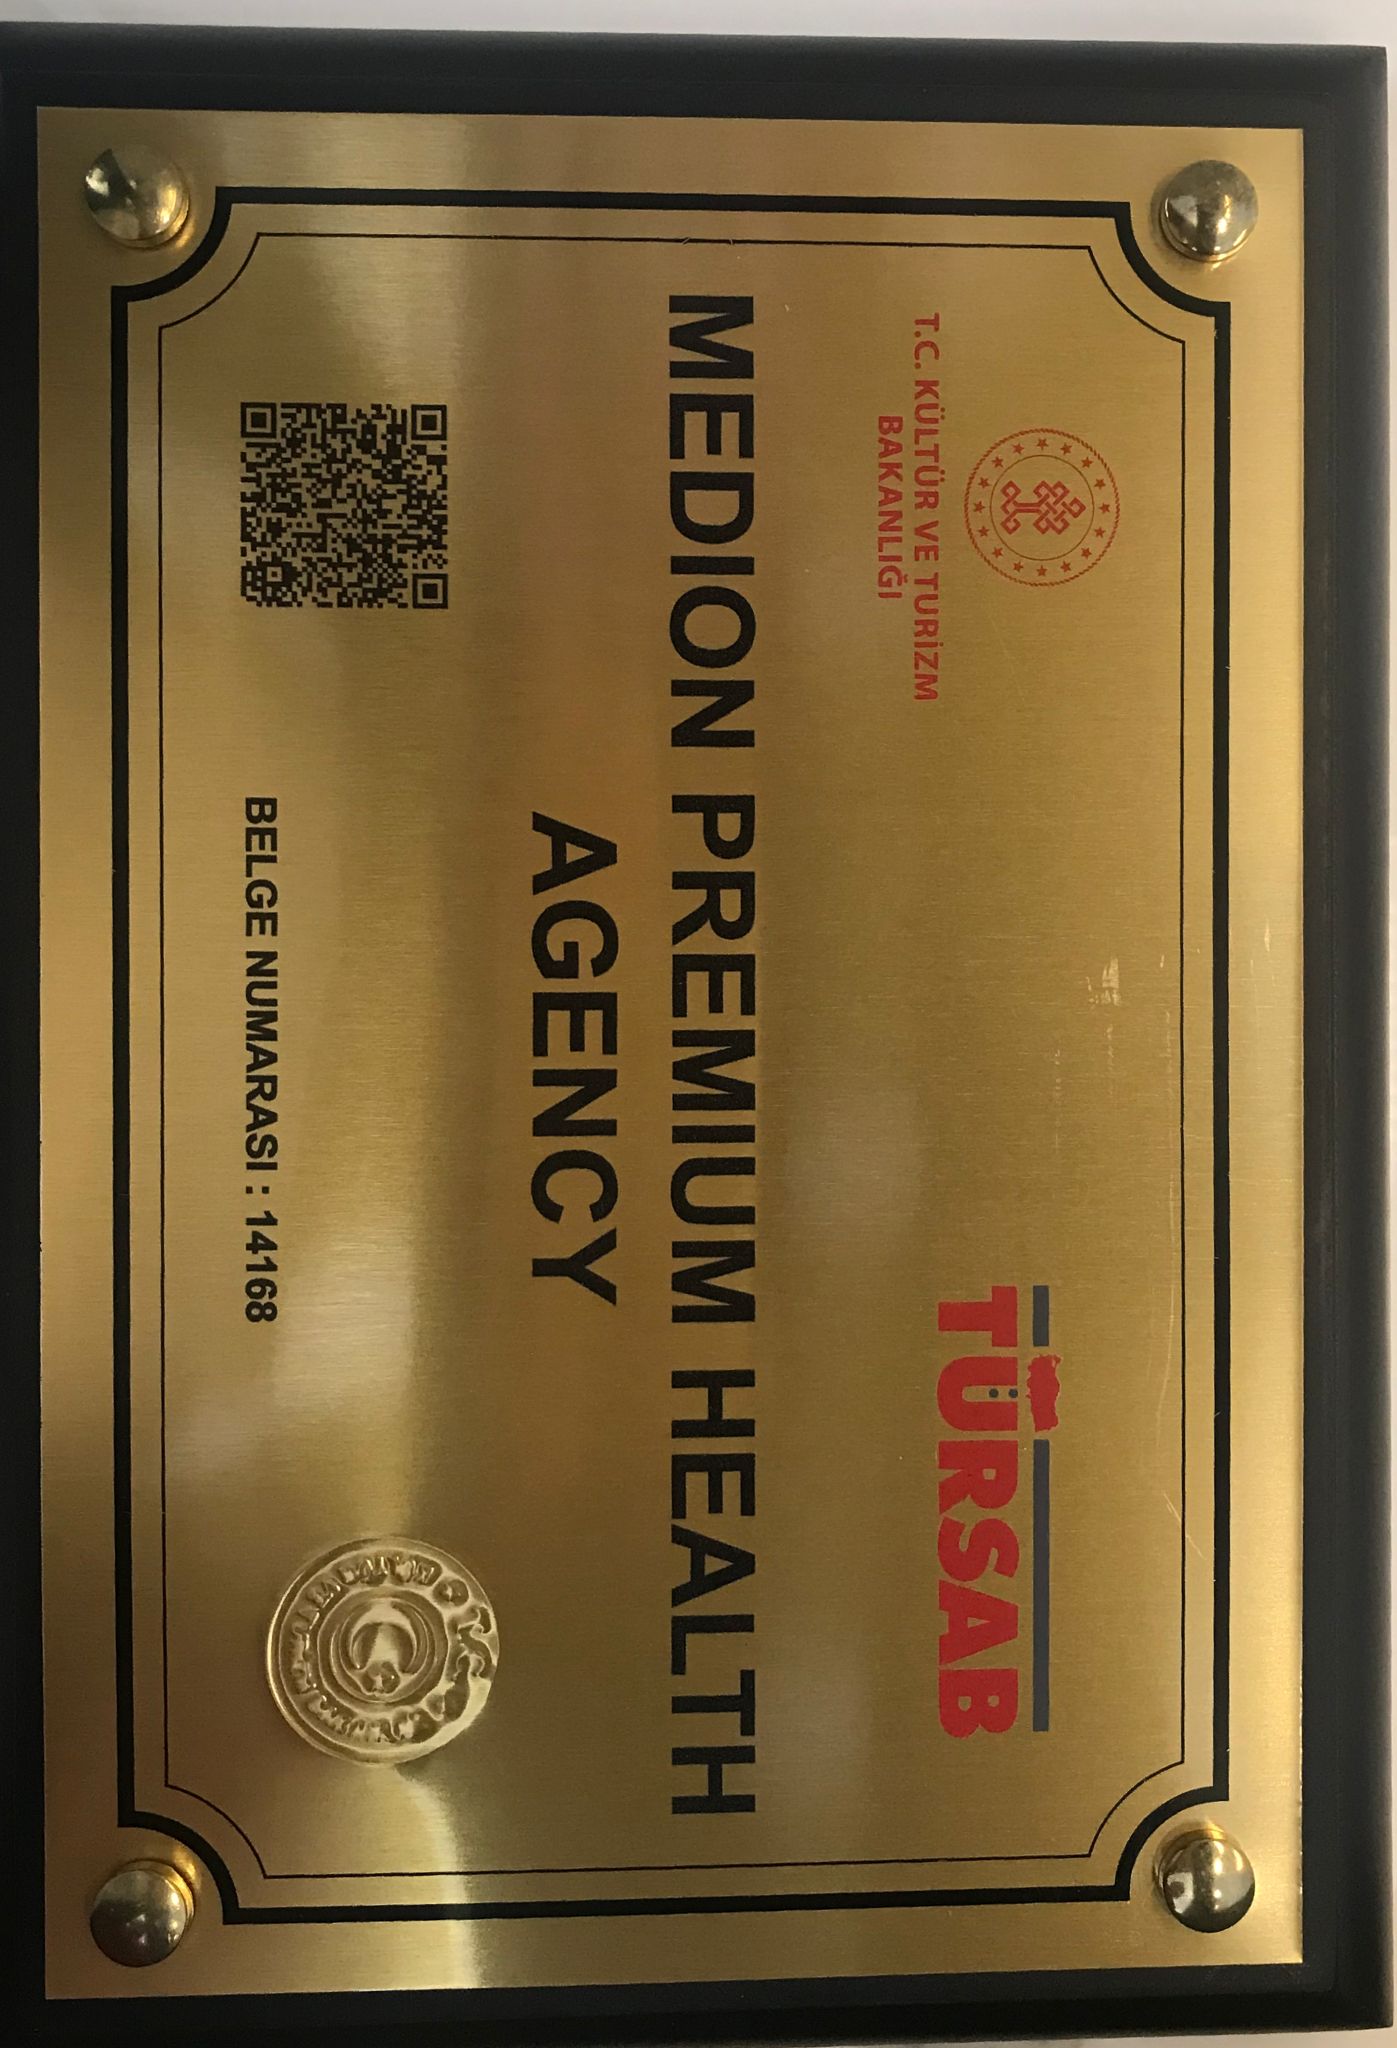 T.C. KÜLTÜR VE TURİZM
BAKANLIĞI
TÜRSAB
MEDION PREMIUM HEALTH
AGENCY
BELGE NUMARASI : 14168